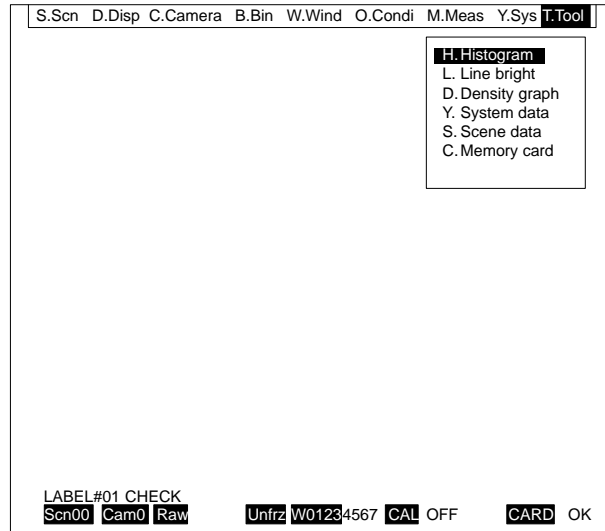 S.Scn D.Disp C.Camera B.Bin W.Wind O.Condi M.Meas Y.Sys T.Tool
H.Histogram
L. Line bright
D.Density graph
Y. System data
S. Scene data
C.Memory card
LABEL#01 CHECK
Scn00 Cam0 Raw Unfrz W01234567 CAL OFF CARD OK